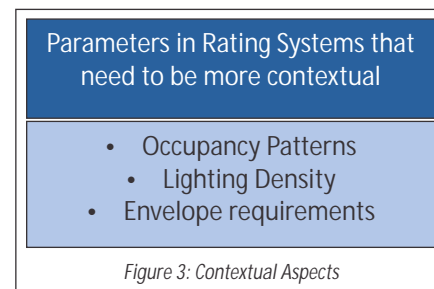 Parameters in Rating Systems that
need to be more contextual
• Occupancy Patterns
• Lighting Density
• Envelope requirements
Figure 3: Contextual Aspects